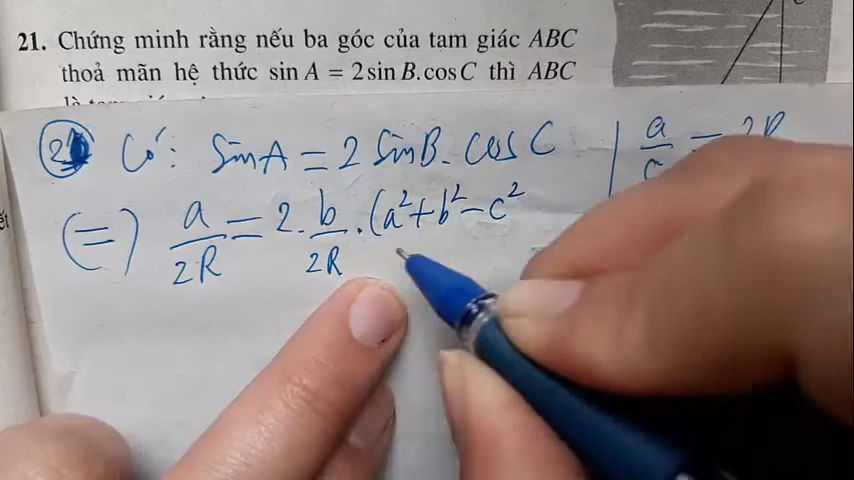 21. Chứng minh rằng nếu ba góc của tam giác ABC
thoả mãn hệ thức sin A = 2 sin B. cos C thì ABC
21 Có: SinA = 2 SinB. cos C
a/c = 2R
(=) a/2R = 2. b/2R . (a² + b² - c²